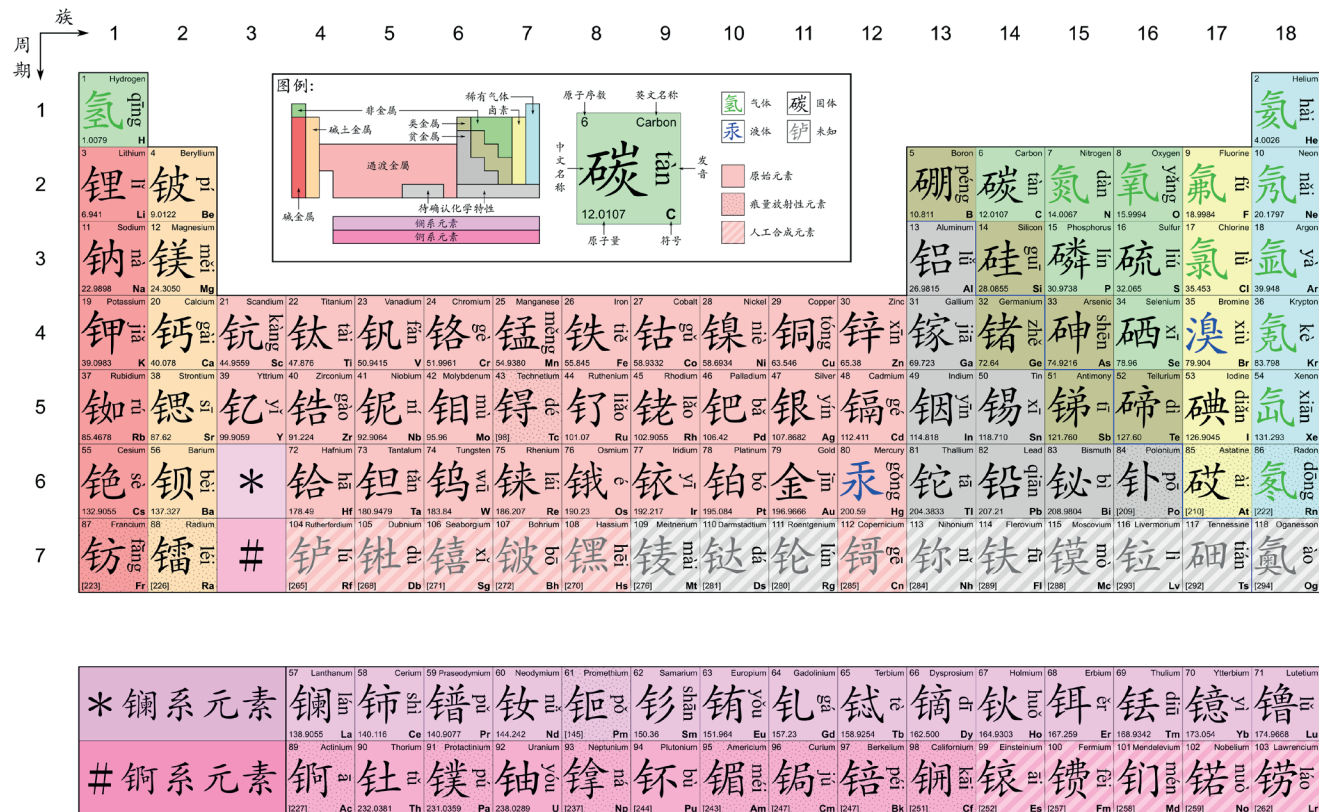 族
1 2 3 4 5 6 7 8 9 10 11 12 13 14 15 16 17 18
周期
1 Hydrogen 2 Helium
1 氢 qīng 氦 hài
1.0079 H 4.0026 He
图例:
非金属
稀有气体
卤素
碱土金属
类金属
贫金属
过渡金属
碱金属
待确认化学特性
镧系元素
锕系元素
原子序数 英文名称
6 Carbon
中文名称 碳 tàn 发音
12.0107 C
原子量 符号
氢 气体 碳 固体
汞 液体 铲 未知
原始元素
痕量放射性元素
人工合成元素
3 Lithium 4 Beryllium 5 Boron 6 Carbon 7 Nitrogen 8 Oxygen 9 Fluorine 10 Neon
2 锂 lǐ 铍 pí 硼 péng 碳 tàn 氮 dàn 氧 yǎng 氟 fú 氖 nǎi
6.941 Li 9.0122 Be 10.811 B 12.0107 C 14.0067 N 15.9994 O 18.9984 F 20.1797 Ne
11 Sodium 12 Magnesium 13 Aluminum 14 Silicon 15 Phosphorus 16 Sulfur 17 Chlorine 18 Argon
3 钠 nà 镁 měi 铝 lǚ 硅 guī 磷 lín 硫 liú 氯 lǜ 氩 yà
22.9898 Na 24.3050 Mg 26.9815 Al 28.0855 Si 30.9738 P 32.065 S 35.453 Cl 39.948 Ar
19 Potassium 20 Calcium 21 Scandium 22 Titanium 23 Vanadium 24 Chromium 25 Manganese 26 Iron 27 Cobalt 28 Nickel 29 Copper 30 Zinc 31 Gallium 32 Germanium 33 Arsenic 34 Selenium 35 Bromine 36 Krypton
4 钾 jiǎ 钙 gài 钪 kàng 钛 tài 钒 fán 铬 gè 锰 měng 铁 tiě 钴 gǔ 镍 niè 铜 tóng 锌 xīn 镓 jiā 锗 zhě 砷 shēn 硒 xī 溴 xiù 氪 kè
39.0983 K 40.078 Ca 44.9559 Sc 47.876 Ti 50.9415 V 51.9961 Cr 54.9380 Mn 55.845 Fe 58.9332 Co 58.6934 Ni 63.546 Cu 65.38 Zn 69.723 Ga 72.64 Ge 74.9216 As 78.96 Se 79.904 Br 83.798 Kr
37 Rubidium 38 Strontium 39 Yttrium 40 Zirconium 41 Niobium 42 Molybdenum 43 Technetium 44 Ruthenium 45 Rhodium 46 Palladium 47 Silver 48 Cadmium 49 Indium 50 Tin 51 Antimony 52 Tellurium 53 Iodine 54 Xenon
5 铷 rú 锶 sī 钇 yǐ 锆 gào 铌 ní 钼 mù 锝 dé 钌 liǎo 铑 lǎo 钯 bǎ 银 yín 镉 gé 铟 yīn 锡 xī 锑 tī 碲 dì 碘 diǎn 氙 xiān
85.4678 Rb 87.62 Sr 99.9059 Y 91.224 Zr 92.9064 Nb 95.96 Mo [98] Tc 101.07 Ru 102.9055 Rh 106.42 Pd 107.8682 Ag 112.411 Cd 114.818 In 118.710 Sn 121.760 Sb 127.60 Te 126.9045 I 131.293 Xe
55 Cesium 56 Barium 72 Hafnium 73 Tantalum 74 Tungsten 75 Rhenium 76 Osmium 77 Iridium 78 Platinum 79 Gold 80 Mercury 81 Thallium 82 Lead 83 Bismuth 84 Polonium 85 Astatine 86 Radon
6 铯 sè 钡 bèi * 铪 hā 钽 tǎn 钨 wū 铼 lái 锇 é 铱 yī 铂 bó 金 jīn 汞 gǒng 铊 tā 铅 qiān 铋 bì 钋 pō 砹 ài 氡 dōng
132.9055 Cs 137.327 Ba 178.49 Hf 180.9479 Ta 183.84 W 186.207 Re 190.23 Os 192.217 Ir 195.084 Pt 196.9666 Au 200.59 Hg 204.3833 Tl 207.21 Pb 208.9804 Bi [209] Po [210] At [222] Rn
87 Francium 88 Radium 104 Rutherfordium 105 Dubnium 106 Seaborgium 107 Bohrium 108 Hassium 109 Meitnerium 110 Darmstadtium 111 Roentgenium 112 Copernicium 113 Nihonium 114 Flerovium 115 Moscovium 116 Livermorium 117 Tennessine 118 Oganesson
7 钫 fāng 镭 léi # 𬬻 lú 𬭊 dù 𬭳 xǐ 𬭛 bō 𬭶 hēi 鿏 mài 𫟼 dá 𬬭 lún 鿔 gē 鿭 nǐ 𫓧 fū 镆 mò 𫟷 lì 鿬 tián 鿫 ào
[223] Fr [226] Ra [265] Rf [268] Db [271] Sg [272] Bh [270] Hs [276] Mt [281] Ds [280] Rg [285] Cn [284] Nh [289] Fl [288] Mc [293] Lv [292] Ts [294] Og
57 Lanthanum 58 Cerium 59 Praseodymium 60 Neodymium 61 Promethium 62 Samarium 63 Europium 64 Gadolinium 65 Terbium 66 Dysprosium 67 Holmium 68 Erbium 69 Thulium 70 Ytterbium 71 Lutetium
* 镧系元素 镧 lán 铈 shì 镨 pǔ 钕 nǚ 钷 pǒ 钐 shān 铕 yǒu 钆 gá 铽 tè 镝 dī 钬 huǒ 铒 ěr 铥 diū 镱 yì 镥 lǔ
138.9055 La 140.116 Ce 140.9077 Pr 144.242 Nd [145] Pm 150.36 Sm 151.964 Eu 157.23 Gd 158.9254 Tb 162.500 Dy 164.9303 Ho 167.259 Er 168.9342 Tm 173.054 Yb 174.9668 Lu
89 Actinium 90 Thorium 91 Protactinium 92 Uranium 93 Neptunium 94 Plutonium 95 Americium 96 Curium 97 Berkelium 98 Californium 99 Einsteinium 100 Fermium 101 Mendelevium 102 Nobelium 103 Lawrencium
# 锕系元素 锕 ā 钍 tǔ 镤 pú 铀 yóu 镎 ná 钚 bù 镅 méi 锔 jú 锫 péi 锎 kāi 锿 āi 镄 fèi 钔 mén 锘 nuò 铹 láo
[227] Ac 232.0381 Th 231.0359 Pa 238.0289 U [237] Np [244] Pu [243] Am [247] Cm [247] Bk [251] Cf [252] Es [257] Fm [258] Md [259] No [262] Lr